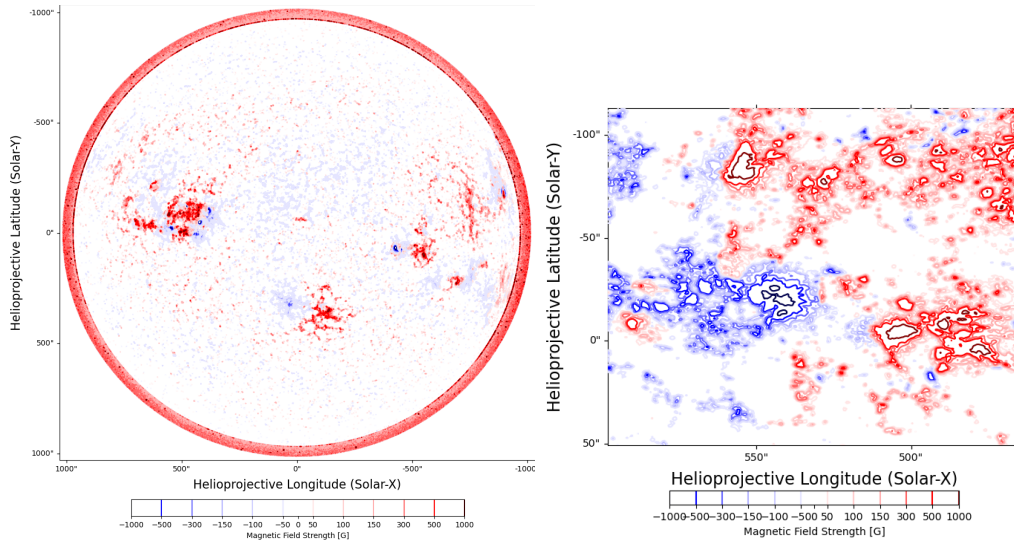 -1000"
-500"
0"
500"
1000"
Helioprojective Latitude (Solar-Y)
1000" 500" 0" -500" -1000"
Helioprojective Longitude (Solar-X)
−1000 −500 −300 −150 −100 −50 0 50 100 150 300 500 1000
Magnetic Field Strength [G]
-100"
-50"
0"
50"
Helioprojective Latitude (Solar-Y)
550" 500"
Helioprojective Longitude (Solar-X)
−1000−500−300−150−100−500 50 100 150 300 500 1000
Magnetic Field Strength [G]